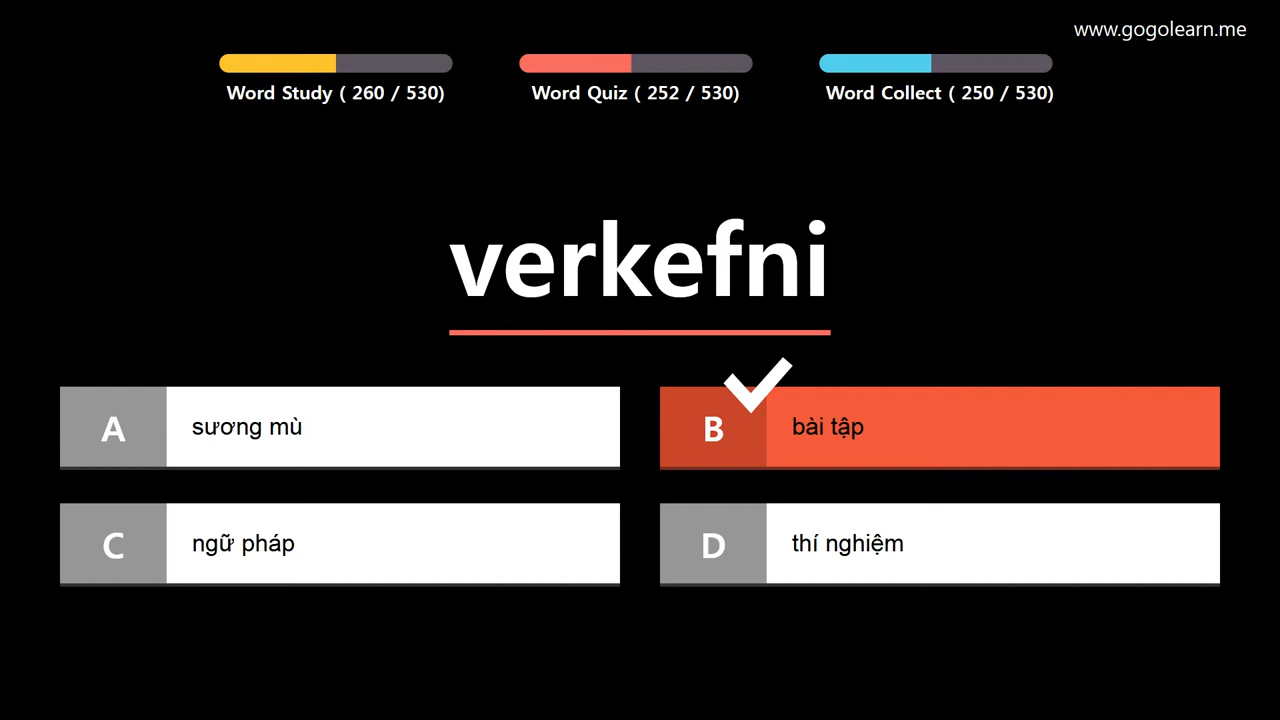 www.gogolearn.me
Word Study ( 260 / 530)
Word Quiz ( 252 / 530)
Word Collect ( 250 / 530)
verkefni
A
sương mù
B
bài tập
C
ngữ pháp
D
thí nghiệm